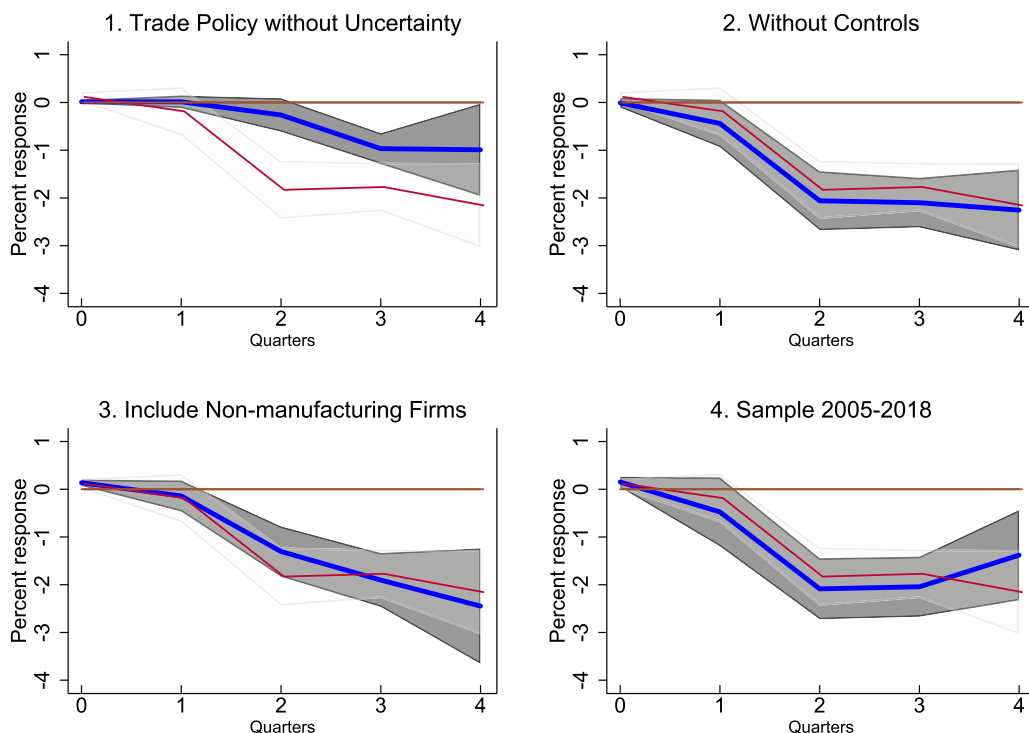 1. Trade Policy without Uncertainty
1
0
-1
-2
-3
-4
Percent response
0 1 2 3 4
Quarters
2. Without Controls
1
0
-1
-2
-3
-4
Percent response
0 1 2 3 4
Quarters
3. Include Non-manufacturing Firms
1
0
-1
-2
-3
-4
Percent response
0 1 2 3 4
Quarters
4. Sample 2005-2018
1
0
-1
-2
-3
-4
Percent response
0 1 2 3 4
Quarters